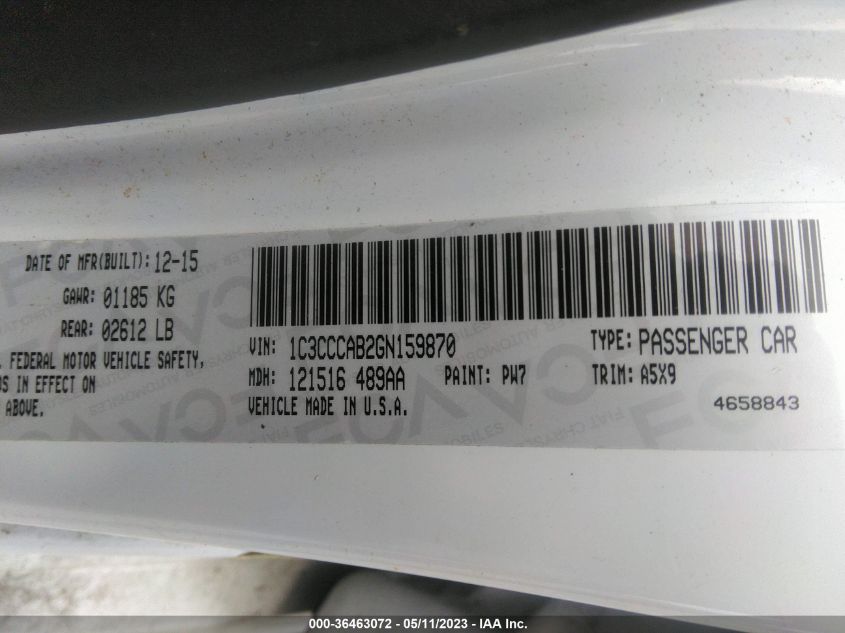 DATE OF MFR(BUILT): 12-15
GAWR: 01185 KG
REAR: 02612 LB
. FEDERAL MOTOR VEHICLE SAFETY,
DS IN EFFECT ON
ABOVE.
VIN: 1C3CCCAB2GN159870 TYPE: PASSENGER CAR
MDH: 121516 489AA PAINT: PW7 TRIM: A5X9
VEHICLE MADE IN U.S.A. 4658843
000-36463072 - 05/11/2023 - IAA Inc.